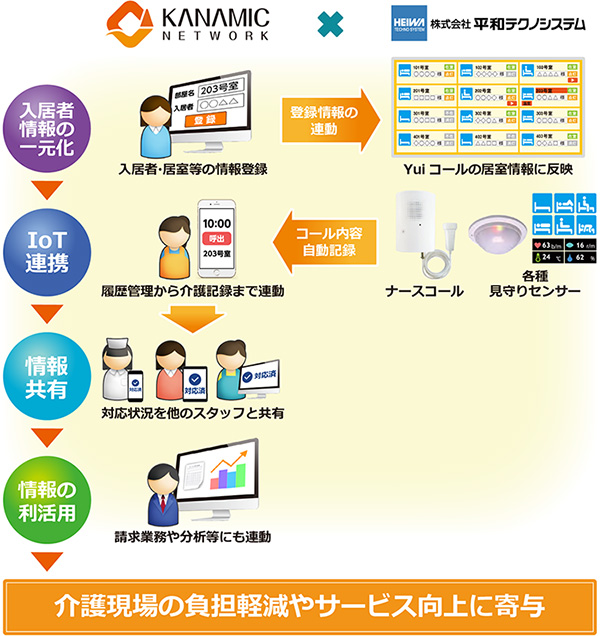 KANAMIC
NETWORK
HEIWA
TECHNO SYSTEM
株式会社 平和テクノシステム
入居者
情報の
一元化
部屋名 203号室
入居者 ○○△△
登録
入居者･居室等の情報登録
登録情報の
連動
101号室
102号室
103号室
201号室
202号室
301号室
302号室
303号室
401号室
402号室
403号室
Yui コールの居室情報に反映
IoT
連携
10:00
呼出
203号室
履歴管理から介護記録まで連動
コール内容
自動記録
ナースコール
63 b/m
16 r/m
24 ℃
62 %
各種
見守りセンサー
情報
共有
対応済
対応済
対応済
対応状況を他のスタッフと共有
情報の
利活用
請求業務や分析等にも連動
介護現場の負担軽減やサービス向上に寄与